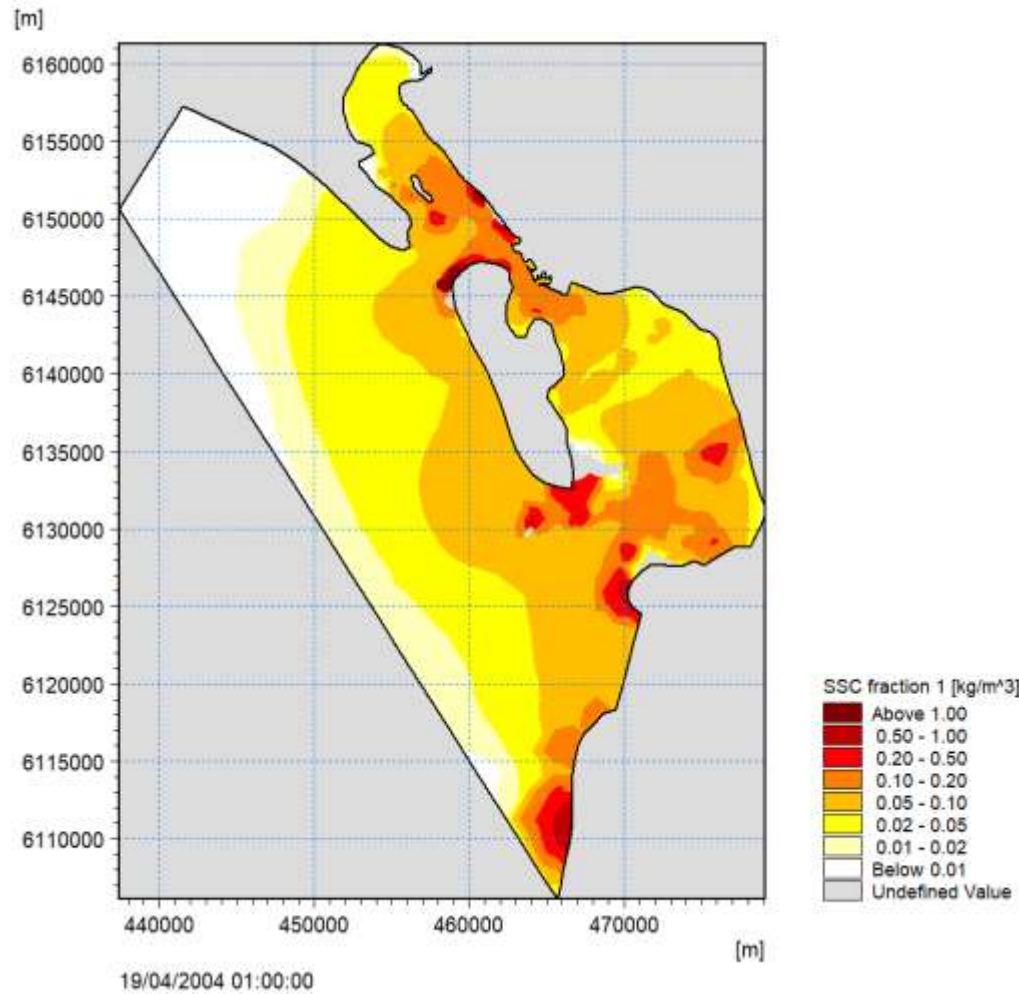 [m]
6160000
6155000
6150000
6145000
6140000
6135000
6130000
6125000
6120000
6115000
6110000
440000 450000 460000 470000
[m]
19/04/2004 01:00:00
SSC fraction 1 [kg/m^3]
Above 1.00
0.50 - 1.00
0.20 - 0.50
0.10 - 0.20
0.05 - 0.10
0.02 - 0.05
0.01 - 0.02
Below 0.01
Undefined Value